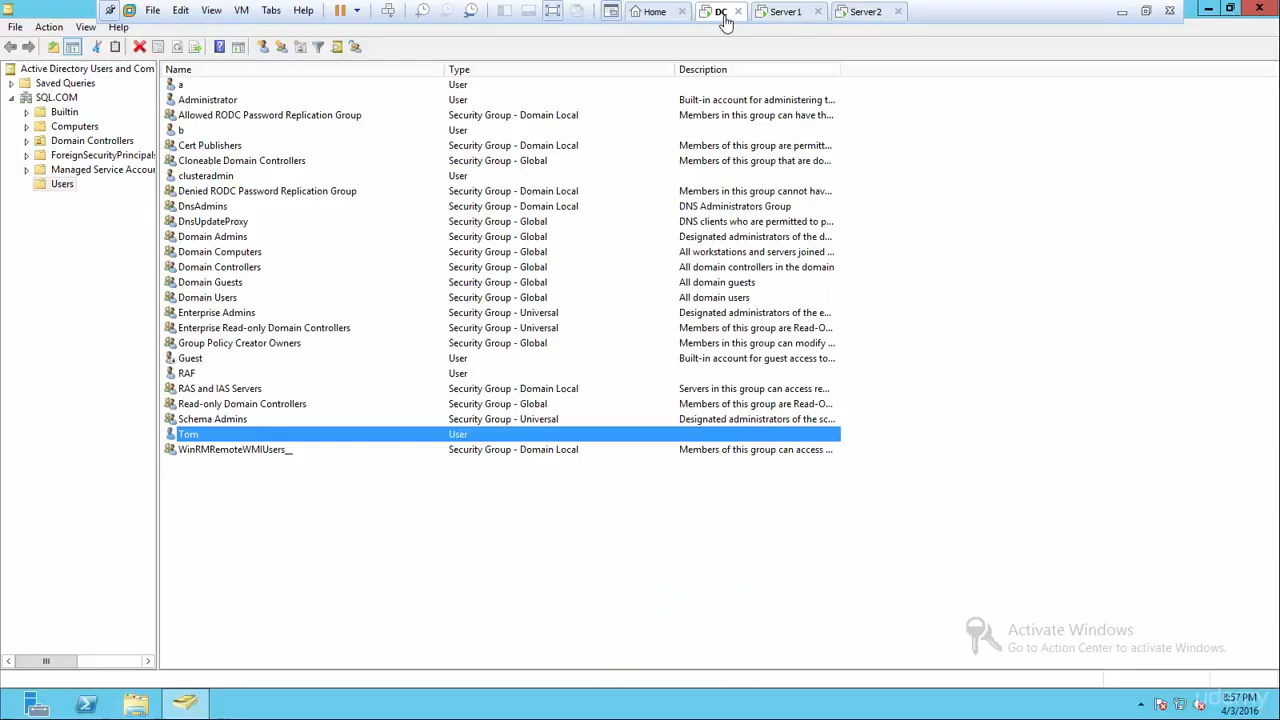 File Edit View VM Tabs Help Home DC Server1 Server2
File Action View Help
Active Directory Users and Com
Saved Queries
SQL.COM
Builtin
Computers
Domain Controllers
ForeignSecurityPrincipals
Managed Service Accour
Users
Name Type Description
a User
Administrator User Built-in account for administering t...
Allowed RODC Password Replication Group Security Group - Domain Local Members in this group can have th...
b User
Cert Publishers Security Group - Domain Local Members of this group are permitt...
Cloneable Domain Controllers Security Group - Global Members of this group that are do...
clusteradmin User
Denied RODC Password Replication Group Security Group - Domain Local Members in this group cannot hav...
DnsAdmins Security Group - Domain Local DNS Administrators Group
DnsUpdateProxy Security Group - Global DNS clients who are permitted to p...
Domain Admins Security Group - Global Designated administrators of the d...
Domain Computers Security Group - Global All workstations and servers joined ...
Domain Controllers Security Group - Global All domain controllers in the domain
Domain Guests Security Group - Global All domain guests
Domain Users Security Group - Global All domain users
Enterprise Admins Security Group - Universal Designated administrators of the e...
Enterprise Read-only Domain Controllers Security Group - Universal Members of this group are Read-O...
Group Policy Creator Owners Security Group - Global Members in this group can modify ...
Guest User Built-in account for guest access to...
RAF User
RAS and IAS Servers Security Group - Domain Local Servers in this group can access re...
Read-only Domain Controllers Security Group - Global Members of this group are Read-O...
Schema Admins Security Group - Universal Designated administrators of the sc...
Tom User
WinRMRemoteWMIUsers__ Security Group - Domain Local Members of this group can access ...
Activate Windows
Go to Action Center to activate Windows.
8:57 PM
4/3/2016
udemy